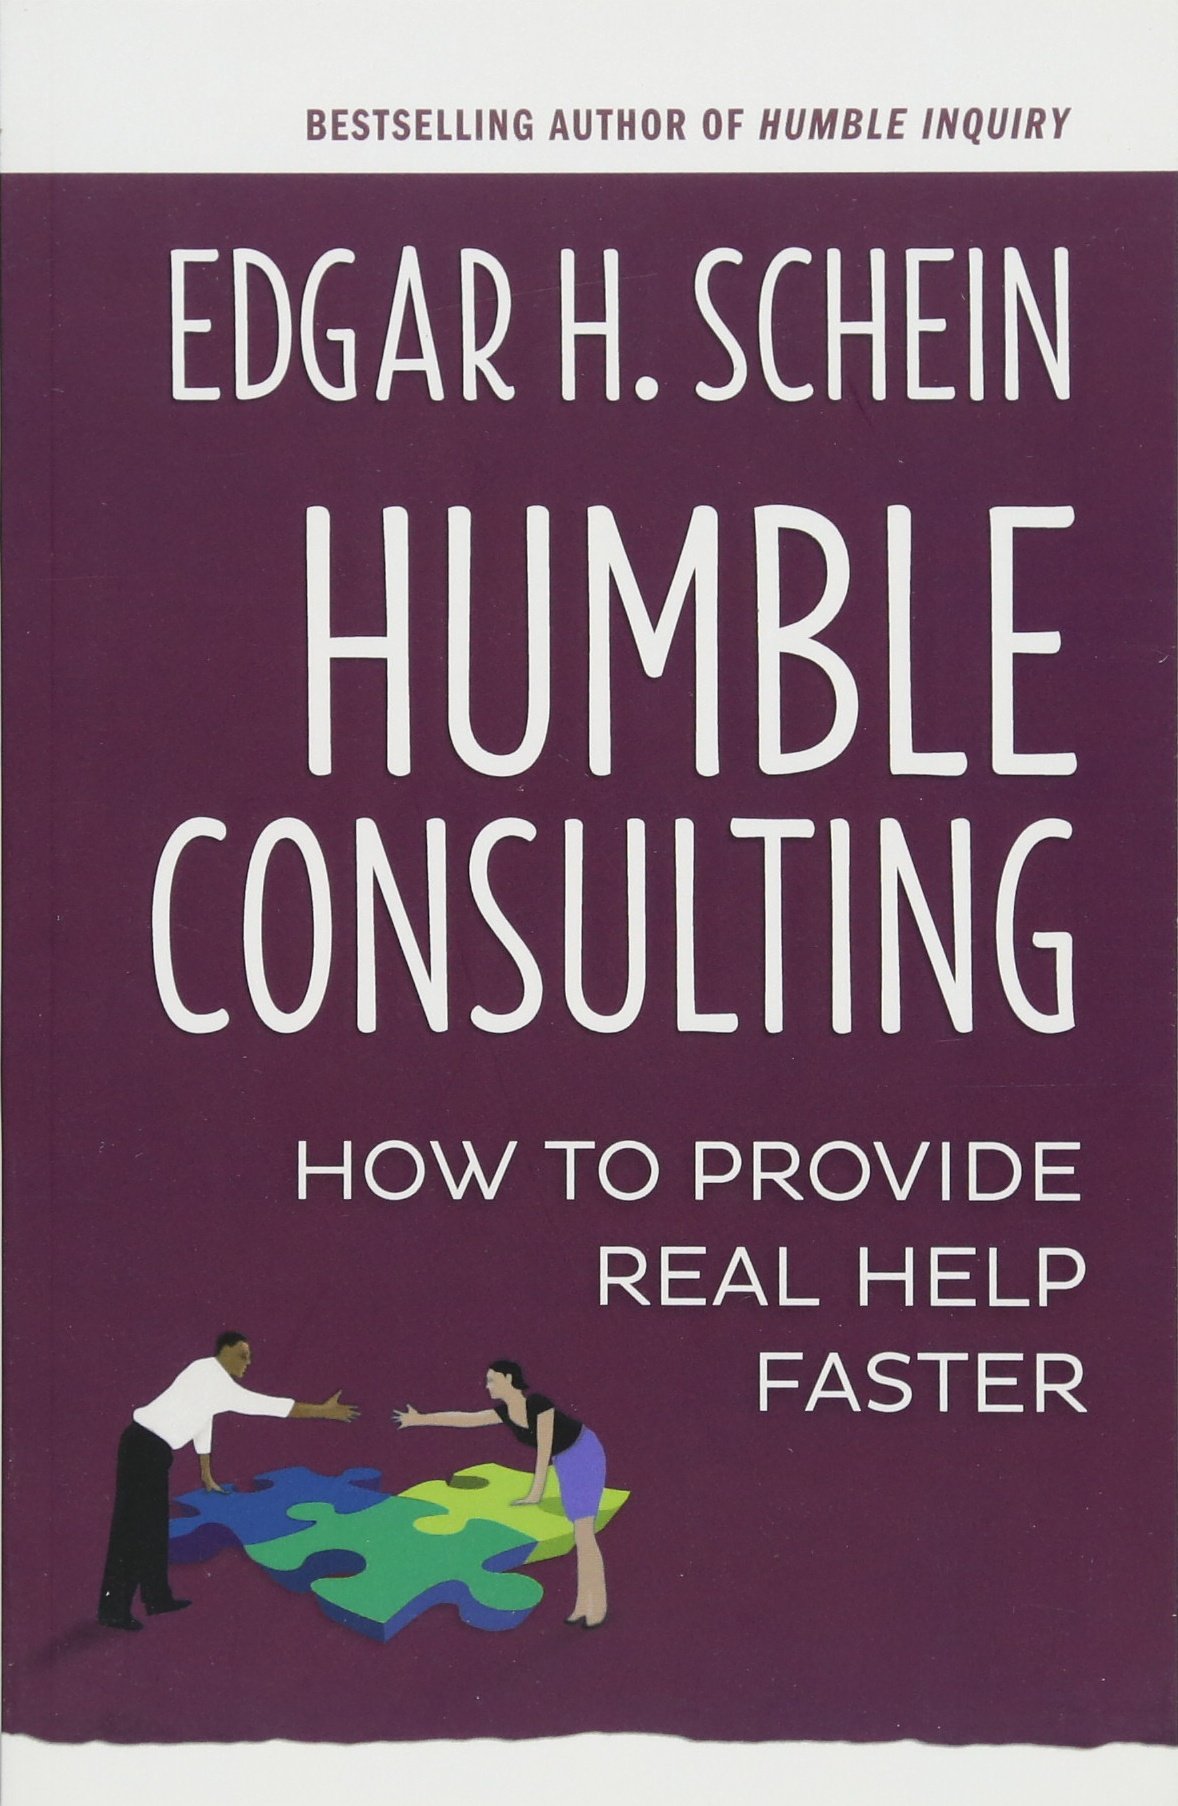 BESTSELLING AUTHOR OF HUMBLE INQUIRY
EDGAR H. SCHEIN
HUMBLE
CONSULTING
HOW TO PROVIDE
REAL HELP
FASTER